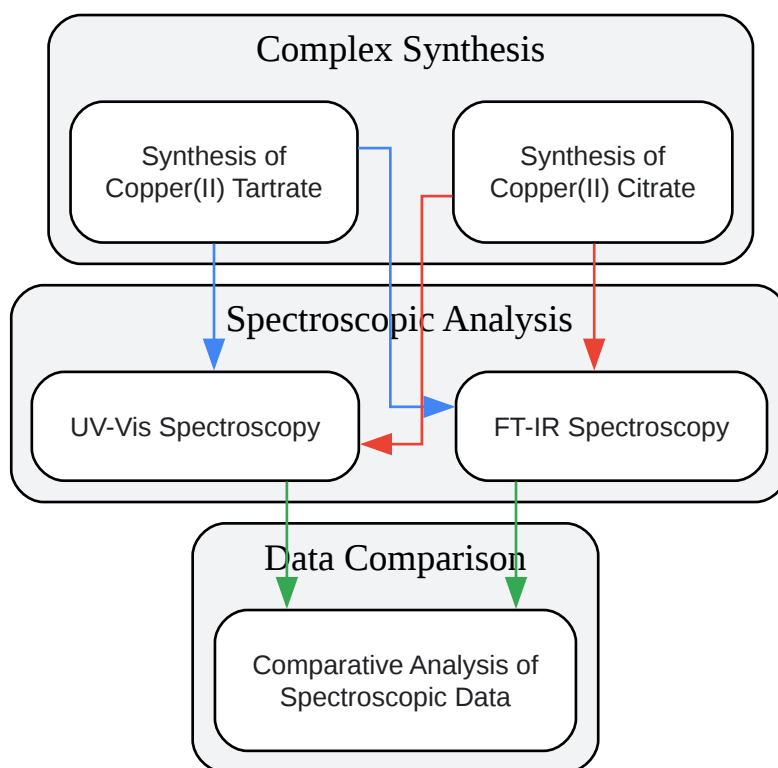 Complex Synthesis
Synthesis of
Copper(II) Tartrate
Synthesis of
Copper(II) Citrate
Spectroscopic Analysis
UV-Vis Spectroscopy
FT-IR Spectroscopy
Data Comparison
Comparative Analysis of
Spectroscopic Data